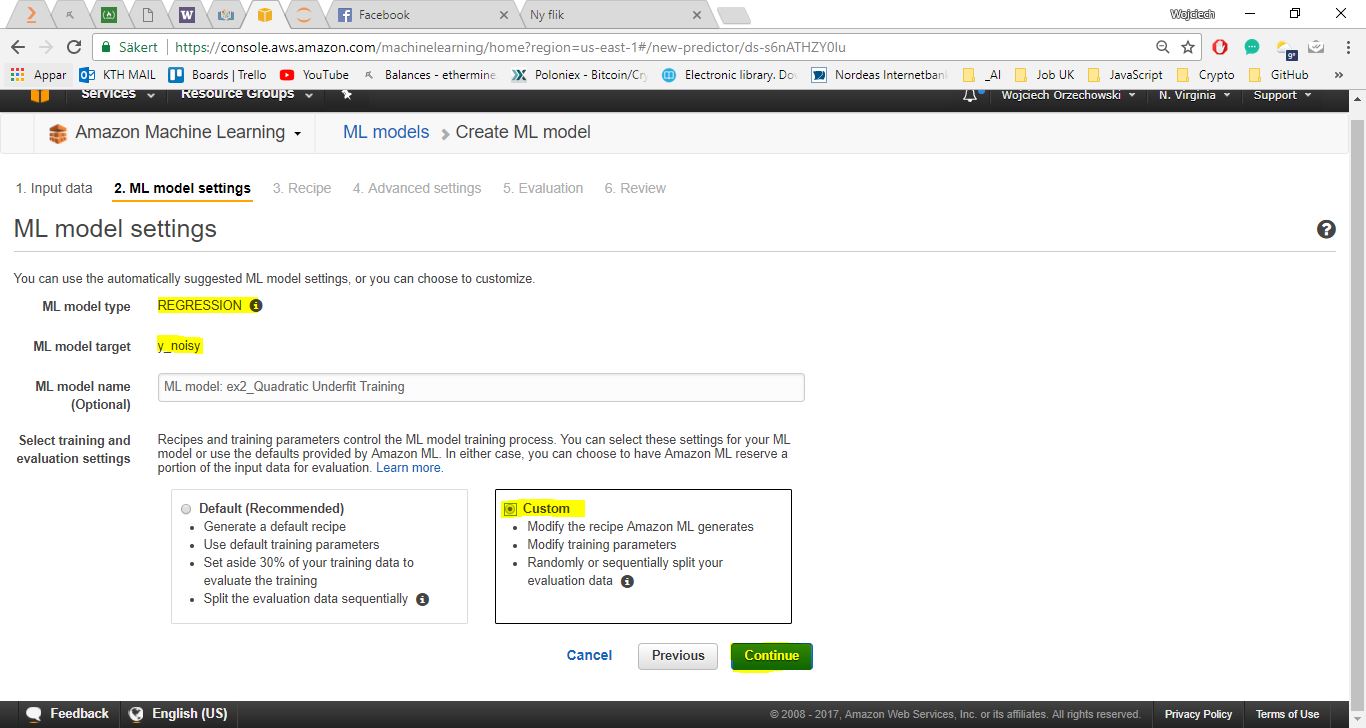 Facebook
Ny flik
Wojciech
Säkert
https://console.aws.amazon.com/machinelearning/home?region=us-east-1#/new-predictor/ds-s6nATHZY0lu
9°
Appar
KTH MAIL
Boards | Trello
YouTube
Balances - ethermine
Poloniex - Bitcoin/Cry
Electronic library. Do
Nordeas Internetban
_AI
Job UK
JavaScript
Crypto
GitHub
»
Services
Resource Groups
Wojciech Orzechowski
N. Virginia
Support
Amazon Machine Learning
ML models
Create ML model
1. Input data
2. ML model settings
3. Recipe
4. Advanced settings
5. Evaluation
6. Review
ML model settings
?
You can use the automatically suggested ML model settings, or you can choose to customize.
ML model type
REGRESSION
ML model target
y_noisy
ML model name
(Optional)
ML model: ex2_Quadratic Underfit Training
Select training and
evaluation settings
Recipes and training parameters control the ML model training process. You can select these settings for your ML
model or use the defaults provided by Amazon ML. In either case, you can choose to have Amazon ML reserve a
portion of the input data for evaluation. Learn more.
Default (Recommended)
• Generate a default recipe
• Use default training parameters
• Set aside 30% of your training data to
evaluate the training
• Split the evaluation data sequentially
Custom
• Modify the recipe Amazon ML generates
• Modify training parameters
• Randomly or sequentially split your
evaluation data
Cancel
Previous
Continue
Feedback
English (US)
© 2008 - 2017, Amazon Web Services, Inc. or its affiliates. All rights reserved.
Privacy Policy
Terms of Use